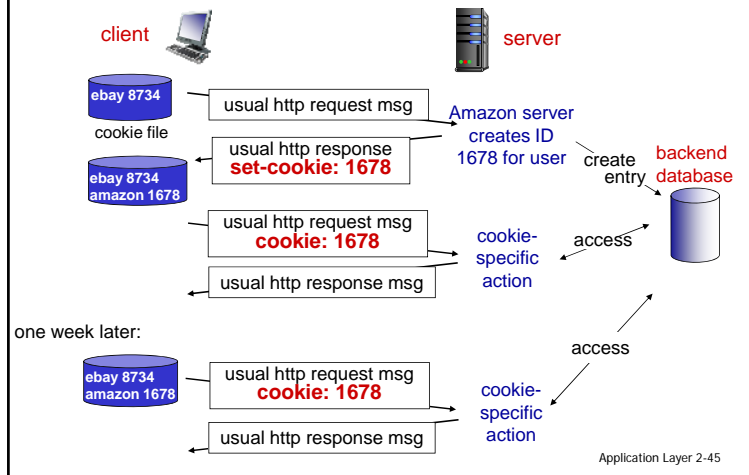 client
server
ebay 8734
cookie file
usual http request msg
Amazon server
creates ID
1678 for user
create
entry
backend
database
usual http response
set-cookie: 1678
ebay 8734
amazon 1678
usual http request msg
cookie: 1678
cookie-
specific
action
access
usual http response msg
one week later:
access
ebay 8734
amazon 1678
usual http request msg
cookie: 1678
cookie-
specific
action
usual http response msg
Application Layer 2-45